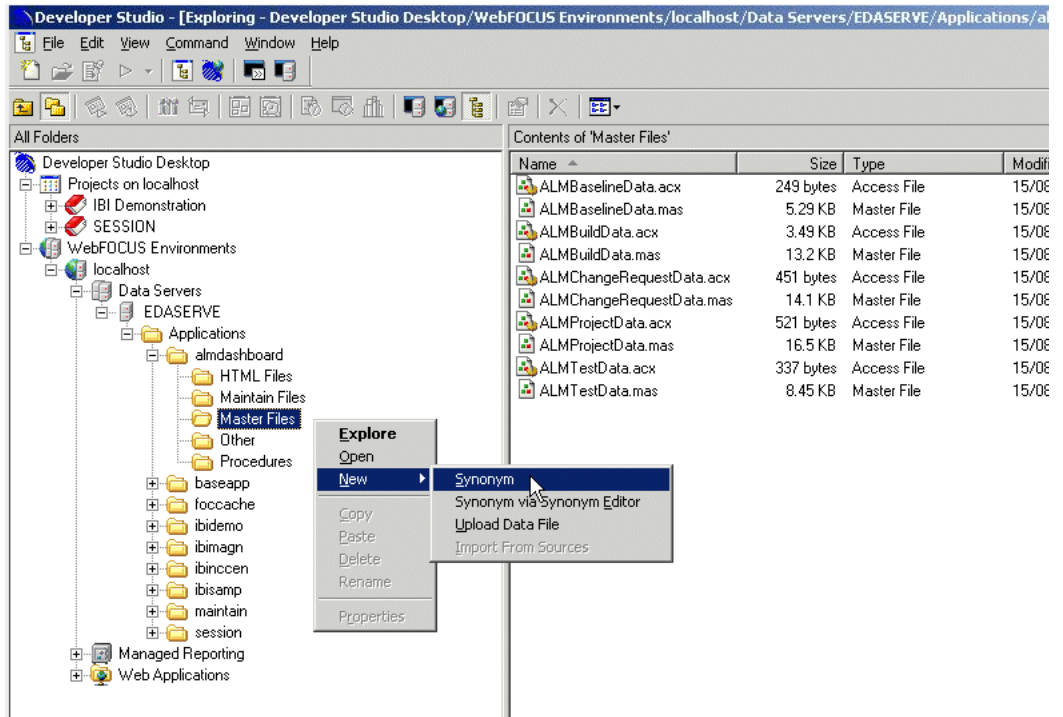 Developer Studio - [Exploring - Developer Studio Desktop/WebFOCUS Environments/localhost/Data Servers/EDASERVE/Applications/al
File Edit View Command Window Help
All Folders
Developer Studio Desktop
Projects on localhost
IBI Demonstration
SESSION
WebFOCUS Environments
localhost
Data Servers
EDASERVE
Applications
almdashboard
HTML Files
Maintain Files
Master Files
Other
Procedures
baseapp
foccache
ibidemo
ibimagn
ibinccen
ibisamp
maintain
session
Managed Reporting
Web Applications
Explore
Open
New
Copy
Paste
Delete
Rename
Properties
Synonym
Synonym via Synonym Editor
Upload Data File
Import From Sources
Contents of 'Master Files'
Name Size Type Modifi
ALMBaselineData.acx 249 bytes Access File 15/08
ALMBaselineData.mas 5.29 KB Master File 15/08
ALMBuildData.acx 3.49 KB Access File 15/08
ALMBuildData.mas 13.2 KB Master File 15/08
ALMChangeRequestData.acx 451 bytes Access File 15/08
ALMChangeRequestData.mas 14.1 KB Master File 15/08
ALMProjectData.acx 521 bytes Access File 15/08
ALMProjectData.mas 16.5 KB Master File 15/08
ALMTestData.acx 337 bytes Access File 15/08
ALMTestData.mas 8.45 KB Master File 15/08